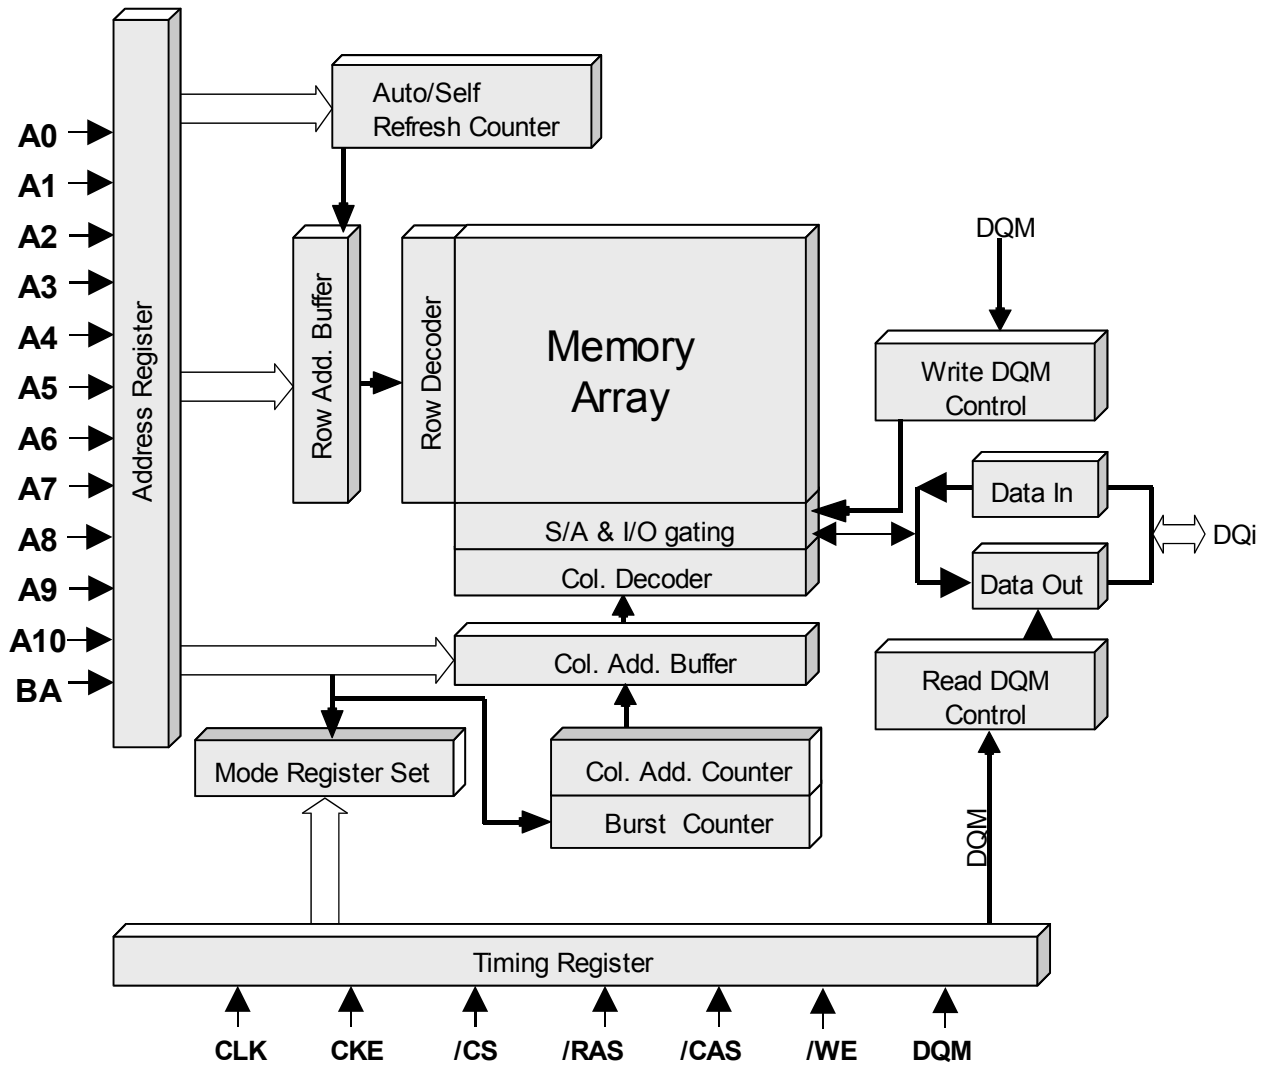 Auto/Self
Refresh Counter
A0
A1
A2
A3
A4
A5
A6
A7
A8
A9
A10
BA
Address Register
Row Add. Buffer
Row Decoder
Memory
Array
S/A & I/O gating
Col. Decoder
Col. Add. Buffer
Col. Add. Counter
Burst Counter
Mode Register Set
DQM
Write DQM
Control
Data In
Data Out
DQi
Read DQM
Control
DQM
Timing Register
CLK
CKE
/CS
/RAS
/CAS
/WE
DQM